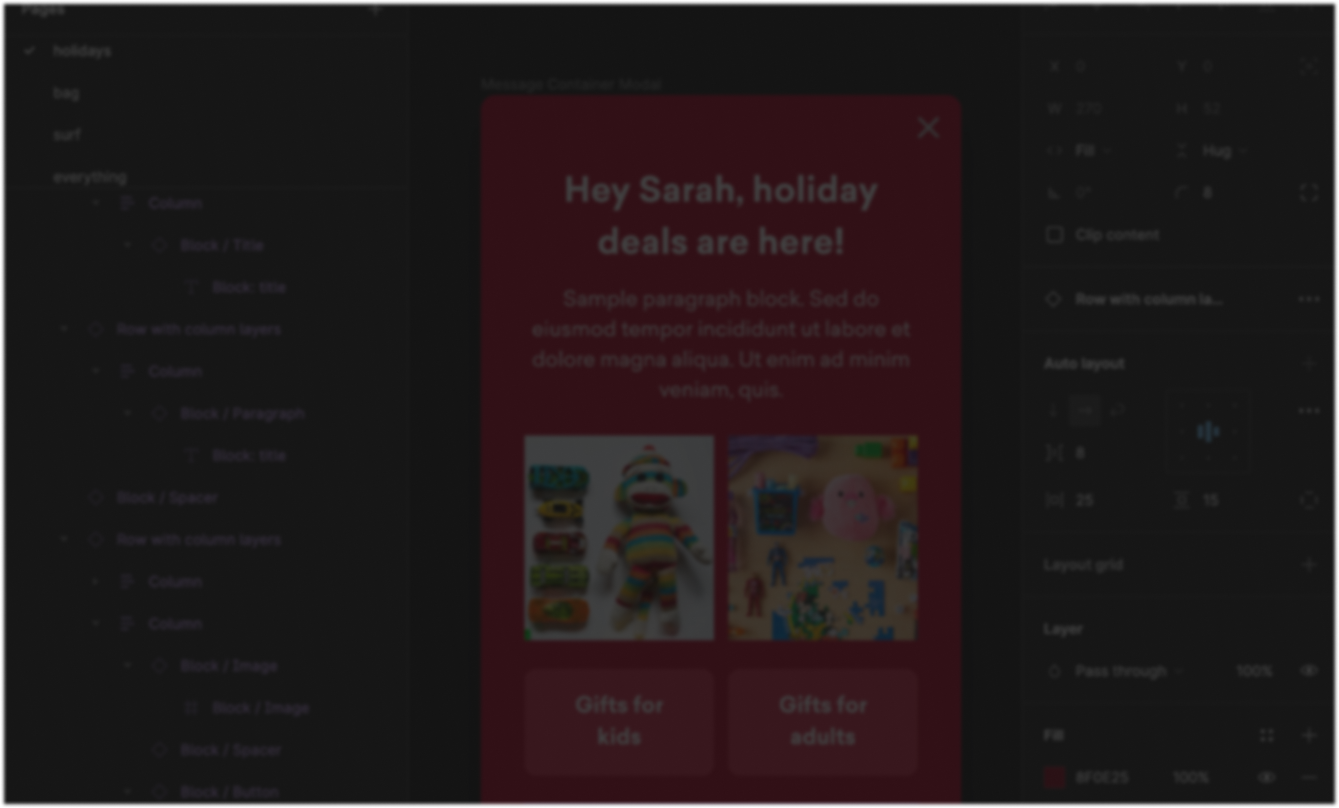 Pages
holidays
bag
surf
everything
Column
Block / Title
Block: title
Row with column layers
Column
Block / Paragraph
Block: title
Block / Spacer
Row with column layers
Column
Column
Block / Image
Block / Image
Block / Spacer
Block / Button
Message Container Modal
Hey Sarah, holiday
deals are here!
Sample paragraph block. Sed do
eiusmod tempor incididunt ut labore et
dolore magna aliqua. Ut enim ad minim
veniam, quis.
Gifts for
kids
Gifts for
adults
X 0 Y 0
W 270 H 52
Fill Hug
0° 8
Clip content
Row with column la...
Auto layout
8
25 15
Layout grid
Layer
Pass through 100%
Fill
8F0E25 100%